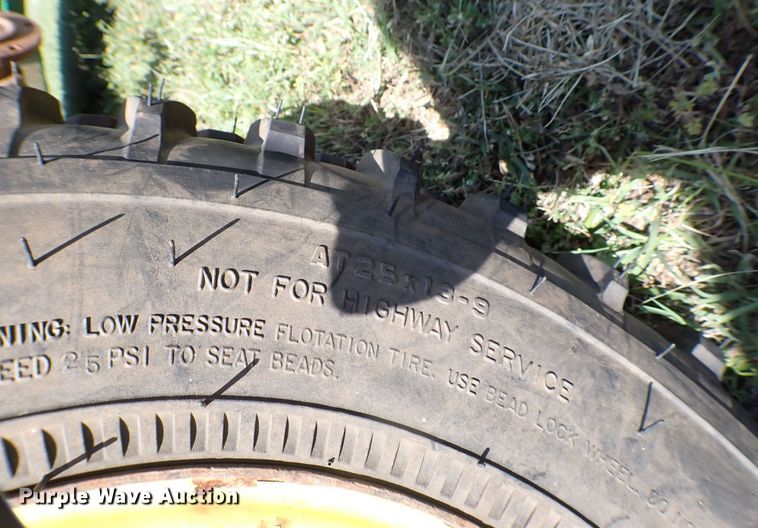 AT25x13-9
NOT FOR HIGHWAY SERVICE
NING: LOW PRESSURE FLOTATION TIRE. USE BEAD LOCK WHEEL. DO
EED 25 PSI TO SEAT BEADS.
Purple Wave Auction